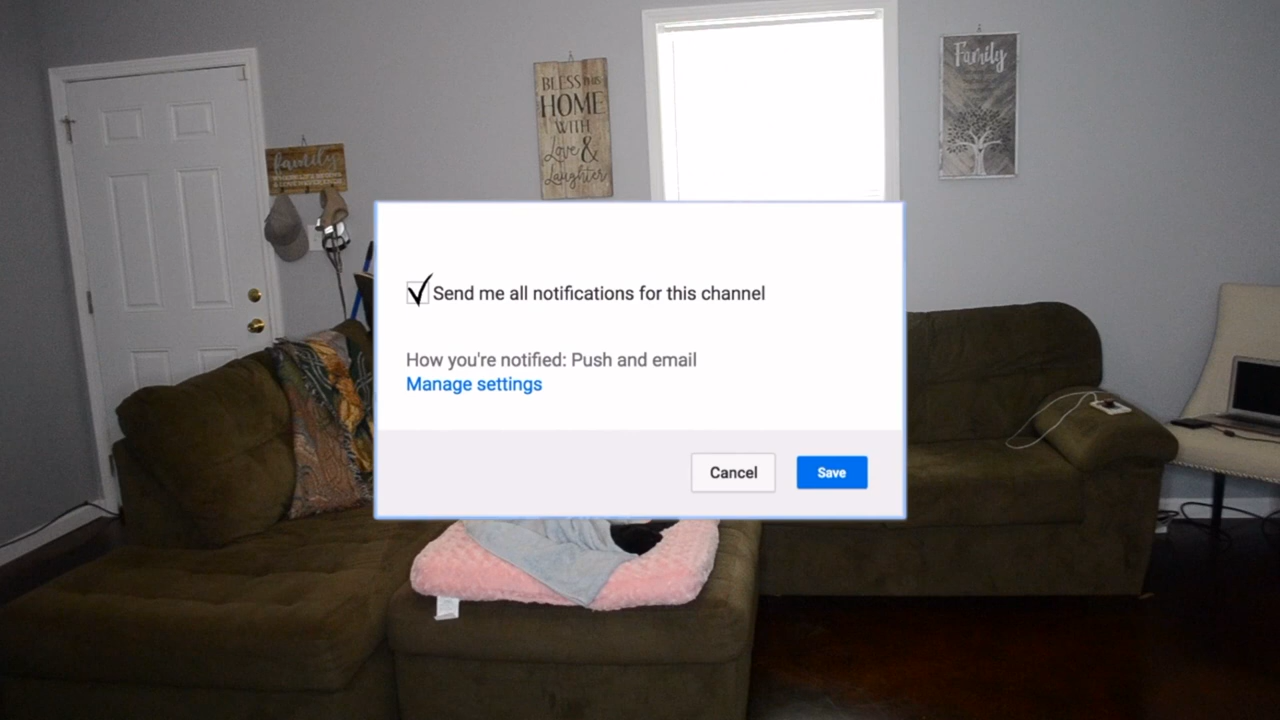 BLESS this
HOME
WITH
Love &
Laughter
Family
family
Send me all notifications for this channel
How you're notified: Push and email
Manage settings
Cancel
Save